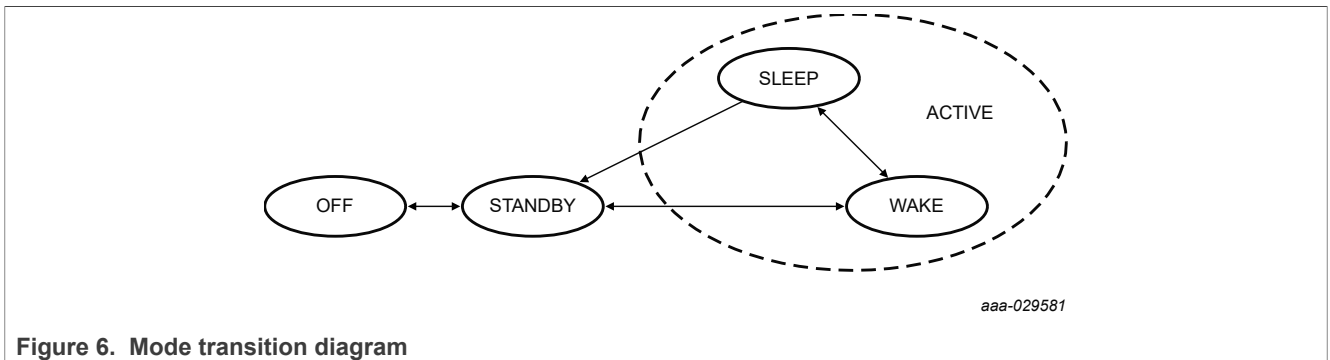 SLEEP
ACTIVE
OFF
STANDBY
WAKE
aaa-029581
Figure 6. Mode transition diagram